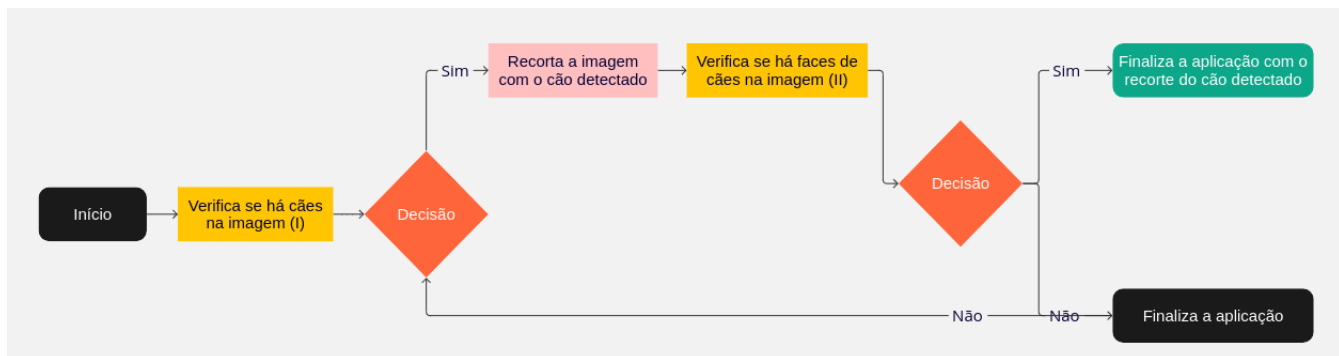 Início
Verifica se há cães
na imagem (I)
Decisão
Sim
Recorta a imagem
com o cão detectado
Verifica se há faces de
cães na imagem (II)
Decisão
Sim
Finaliza a aplicação com o
recorte do cão detectado
Não
Não
Finaliza a aplicação